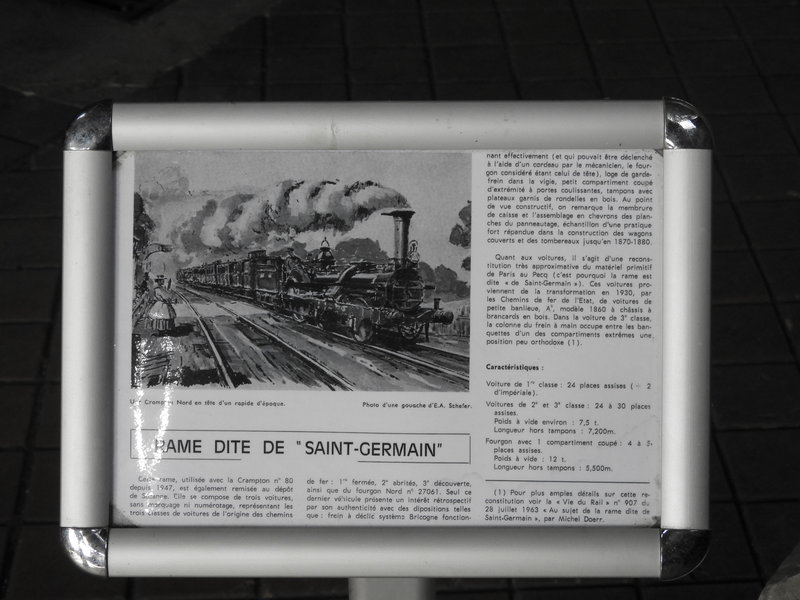 Une Crampton Nord en tête d'un rapide d'époque.
Photo d'une gouache d'E.A. Schefer.
RAME DITE DE "SAINT-GERMAIN"
Cette rame, utilisée avec la Crampton n° 80
depuis 1947, est également remisée au dépôt
de Elle se compose de trois voitures,
sans marquage ni numérotage, représentant les
trois classes de voitures de l'origine des chemins
de fer : 1re fermée, 2e abritée, 3e découverte,
ainsi que du fourgon Nord n° 27061. Seul ce
dernier véhicule présente un intérêt rétrospectif
par son authenticité avec des dipositions telles
que : frein à déclic système Bricogne fonction-
nant effectivement (et qui pouvait être déclenché
à l'aide d'un cordeau par le mécanicien, le four-
gon considéré étant celui de tête), loge de garde-
frein dans la vigie, petit compartiment coupé
d'extrémité à portes coulissantes, tampons avec
plateaux garnis de rondelles en bois. Au point
de vue constructif, on remarque la membrure
de caisse et l'assemblage en chevrons des plan-
ches du panneautage, échantillon d'une pratique
fort répandue dans la construction des wagons
couverts et des tombereaux jusqu'en 1870-1880.
Quant aux voitures, il s'agit d'une recons-
titution très approximative du matériel primitif
de Paris au Pecq (c'est pourquoi la rame est
dite « de Saint-Germain »). Ces voitures pro-
viennent de la transformation en 1930, par
les Chemins de fer de l'Etat, de voitures de
petite banlieue, A°, modèle 1860 à châssis à
brancards en bois. Dans la voiture de 3e classe,
la colonne du frein à main occupe entre les ban-
quettes d'un des compartiments extrêmes une
position peu orthodoxe (1).
Caractéristiques :
Voiture de 1re classe : 24 places assises (+ 2
d'impériale).
Voitures de 2e et 3e classe : 24 à 30 places
assises.
Poids à vide environ : 7,5 t.
Longueur hors tampons : 7,200m.
Fourgon avec 1 compartiment coupé : 4 à 5
places assises.
Poids à vide : 12 t.
Longueur hors tampons : 5,500m.
(1) Pour plus amples détails sur cette re-
constitution voir la « Vie du Rail » n° 907 du
28 juillet 1963 « Au sujet de la rame dite de
Saint-Germain », par Michel Doerr.